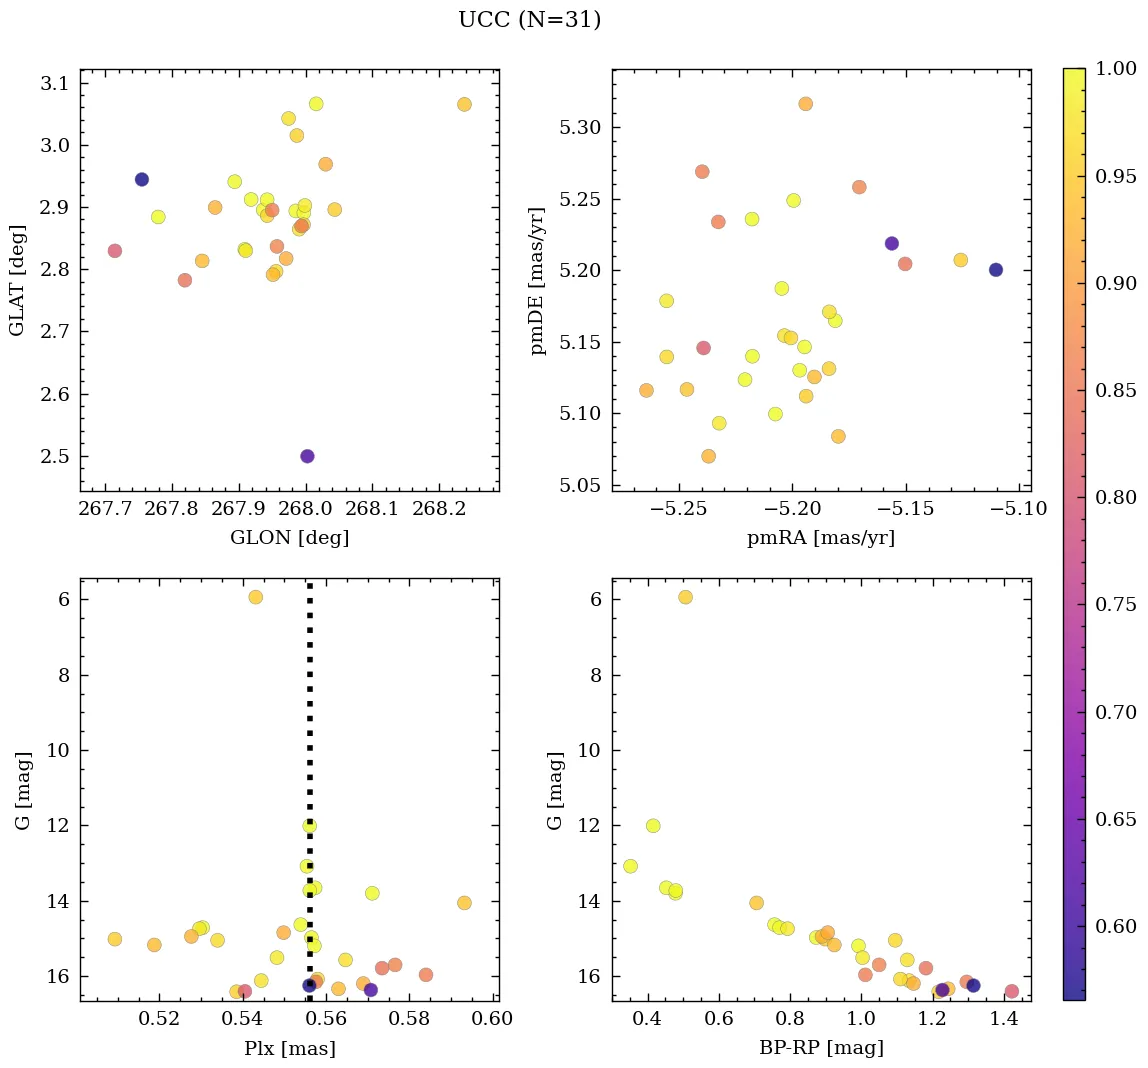 UCC (N=31)
3.1
3.0
2.9
2.8
2.7
2.6
2.5
GLAT [deg]
267.7 267.8 267.9 268.0 268.1 268.2
GLON [deg]
5.30
5.25
5.20
5.15
5.10
5.05
pmDE [mas/yr]
−5.25 −5.20 −5.15 −5.10
pmRA [mas/yr]
6
8
10
12
14
16
G [mag]
0.52 0.54 0.56 0.58 0.60
Plx [mas]
6
8
10
12
14
16
G [mag]
0.4 0.6 0.8 1.0 1.2 1.4
BP-RP [mag]
1.00
0.95
0.90
0.85
0.80
0.75
0.70
0.65
0.60